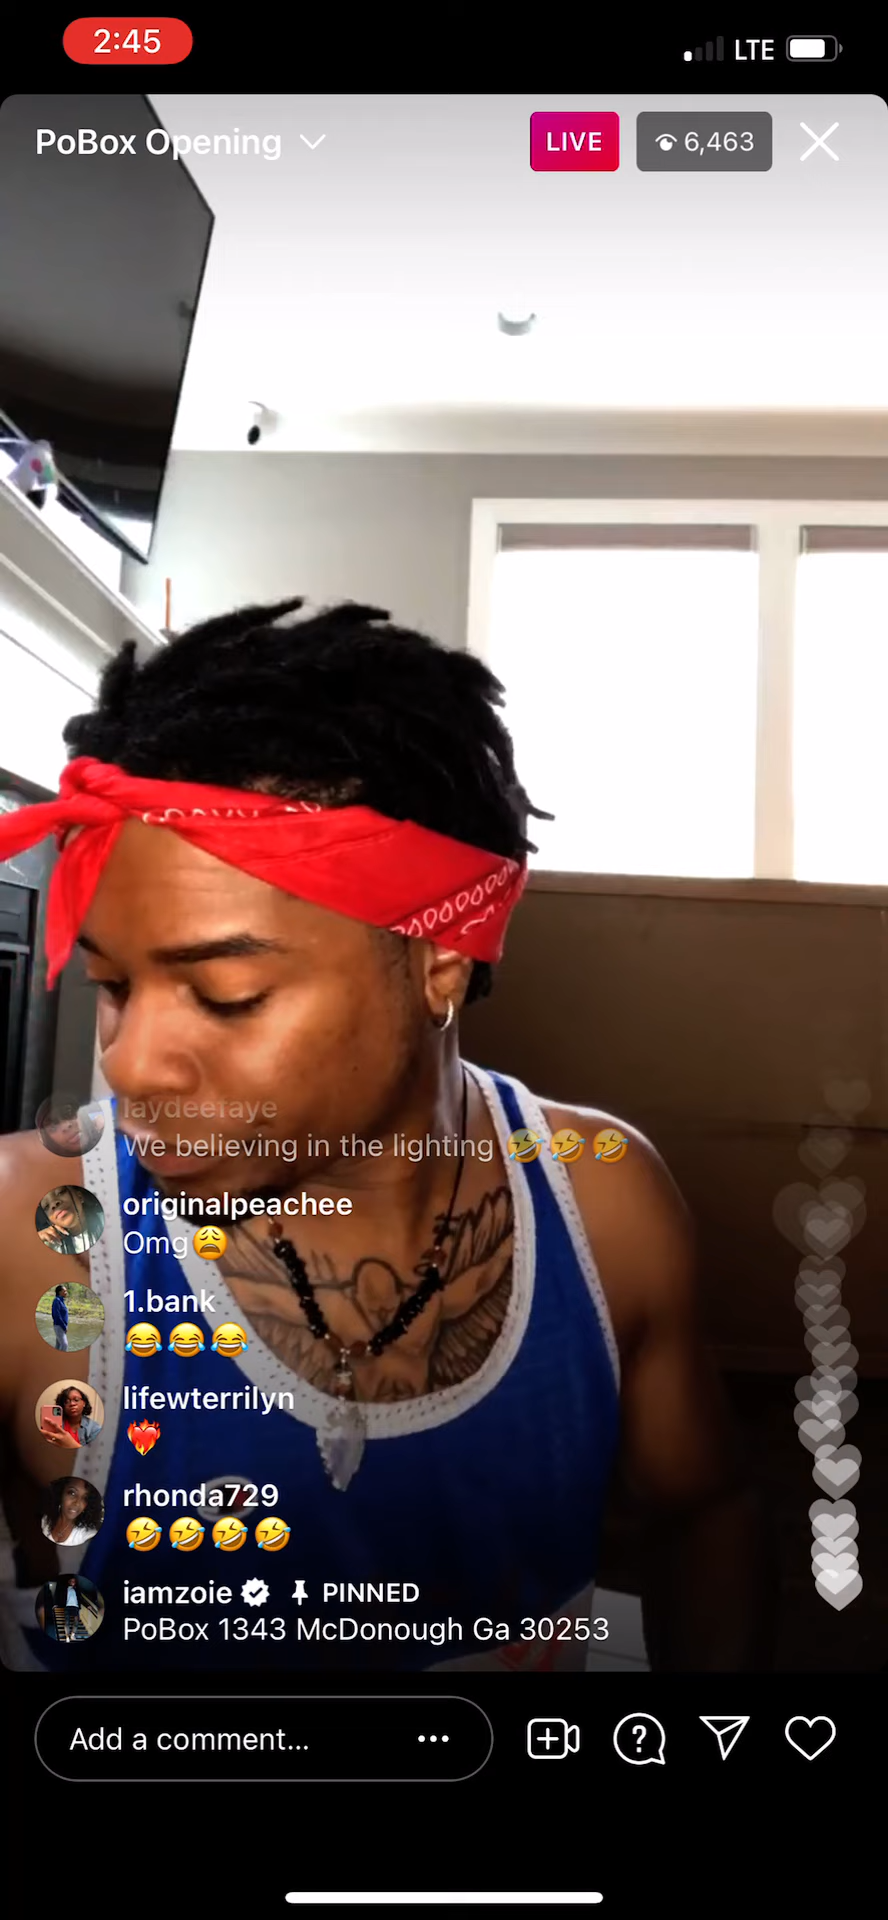 2:45
LTE
PoBox Opening
LIVE
6,463
laydeefaye
We believing in the lighting 🤣🤣🤣
originalpeachee
Omg😩
1.bank
😂😂😂
lifewterrilyn
❤️‍🔥
rhonda729
🤣🤣🤣🤣
iamzoie PINNED
PoBox 1343 McDonough Ga 30253
Add a comment...